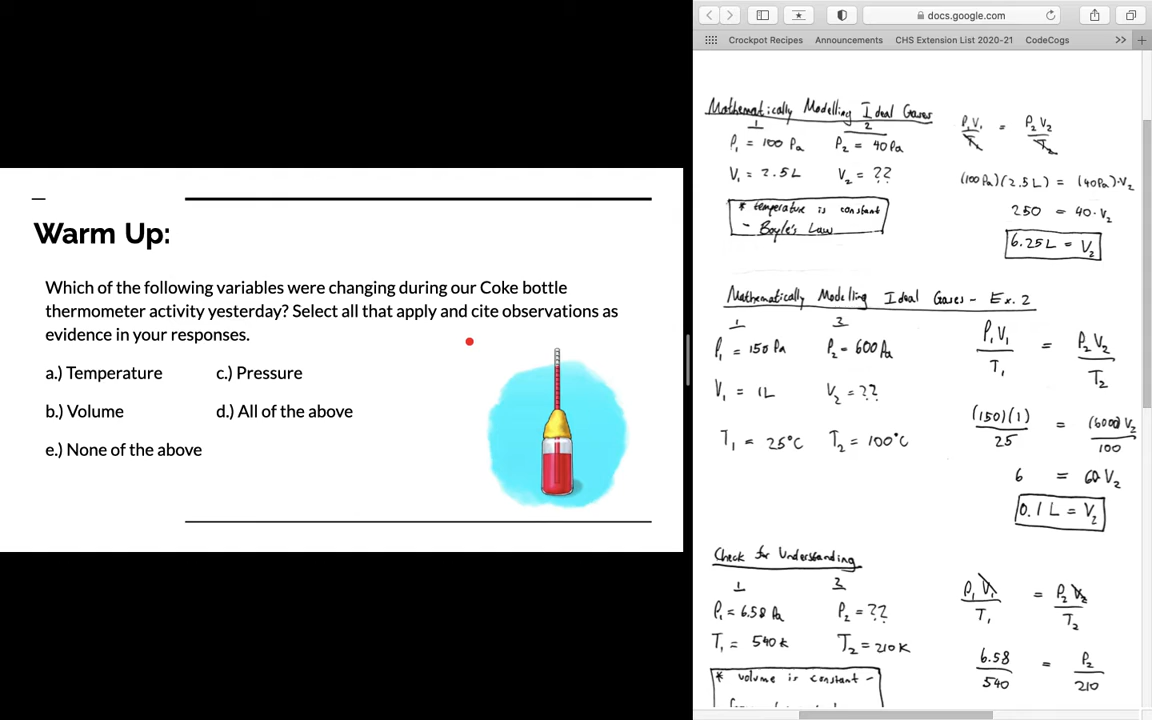 Warm Up:
Which of the following variables were changing during our Coke bottle
thermometer activity yesterday? Select all that apply and cite observations as
evidence in your responses.
a.) Temperature
c.) Pressure
b.) Volume
d.) All of the above
e.) None of the above
docs.google.com
Crockpot Recipes Announcements CHS Extension List 2020-21 CodeCogs >>
Mathematically Modelling Ideal Gases
1 2
P₁ = 100 Pa P₂ = 40 Pa
V₁ = 2.5L V₂ = ??
* temperature is constant
- Boyle's Law
P₁V₁/T₁ = P₂V₂/T₂
(100 Pa)(2.5 L) = (40 Pa)·V₂
250 = 40·V₂
6.25 L = V₂
Mathematically Modelling Ideal Gases - Ex. 2
1 2
P₁ = 150 Pa P₂ = 600 Pa
V₁ = 1L V₂ = ??
T₁ = 25°C T₂ = 100°C
P₁V₁/T₁ = P₂V₂/T₂
(150)(1)/25 = V₂/100
6 = 60 V₂
0.1 L = V₂
Check for Understanding
1 2
P₁ = 6.58 Pa P₂ = ??
T₁ = 540 K T₂ = 210 K
* volume is constant -
P₁V₁/T₁ = P₂V₂/T₂
6.58/540 = P₂/210